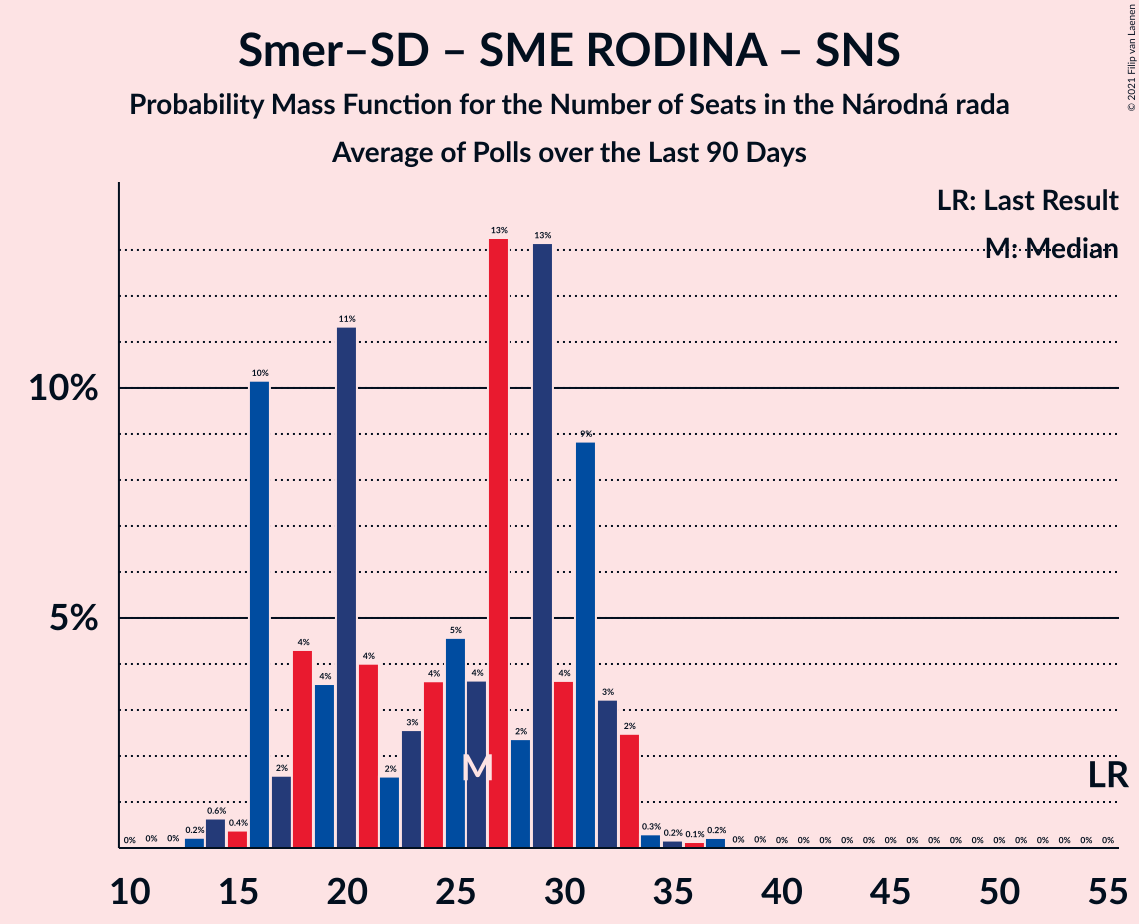 Smer–SD – SME RODINA – SNS
Probability Mass Function for the Number of Seats in the Národná rada
Average of Polls over the Last 90 Days
© 2021 Filip van Laenen
LR: Last Result
M: Median
10%
5%
0% 0% 0% 0.2% 0.6% 0.4% 10% 2% 4% 4% 11% 4% 2% 3% 4% 5% 4% 13% 2% 13% 4% 9% 3% 2% 0.3% 0.2% 0.1% 0.2% 0% 0% 0% 0% 0% 0% 0% 0% 0% 0% 0% 0% 0% 0% 0% 0% 0% 0%
M
LR
10 15 20 25 30 35 40 45 50 55